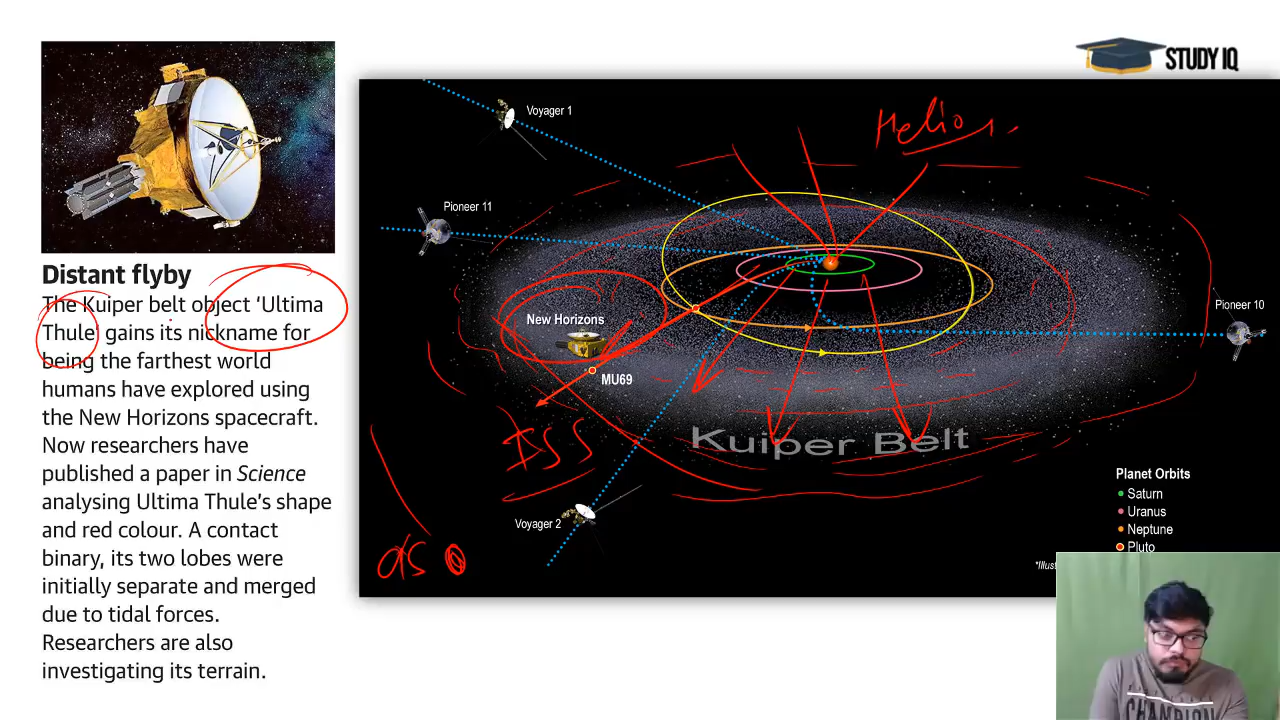 STUDY IQ
Distant flyby
The Kuiper belt object ‘Ultima
Thule’ gains its nickname for
being the farthest world
humans have explored using
the New Horizons spacecraft.
Now researchers have
published a paper in Science
analysing Ultima Thule’s shape
and red colour. A contact
binary, its two lobes were
initially separate and merged
due to tidal forces.
Researchers are also
investigating its terrain.
Voyager 1
Helios
Pioneer 11
New Horizons
Pioneer 10
MU69
ISS
Kuiper Belt
Voyager 2
Planet Orbits
Saturn
Uranus
Neptune
Pluto
CHAMPION